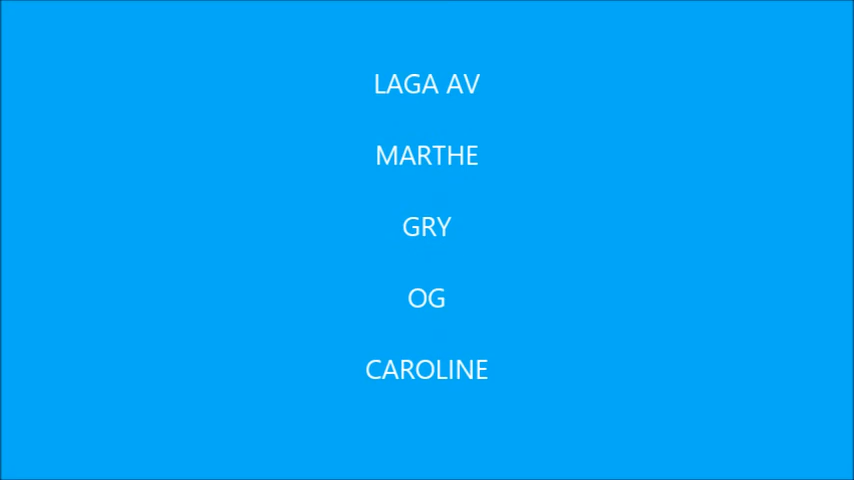 LAGA AV
MARTHE
GRY
OG
CAROLINE